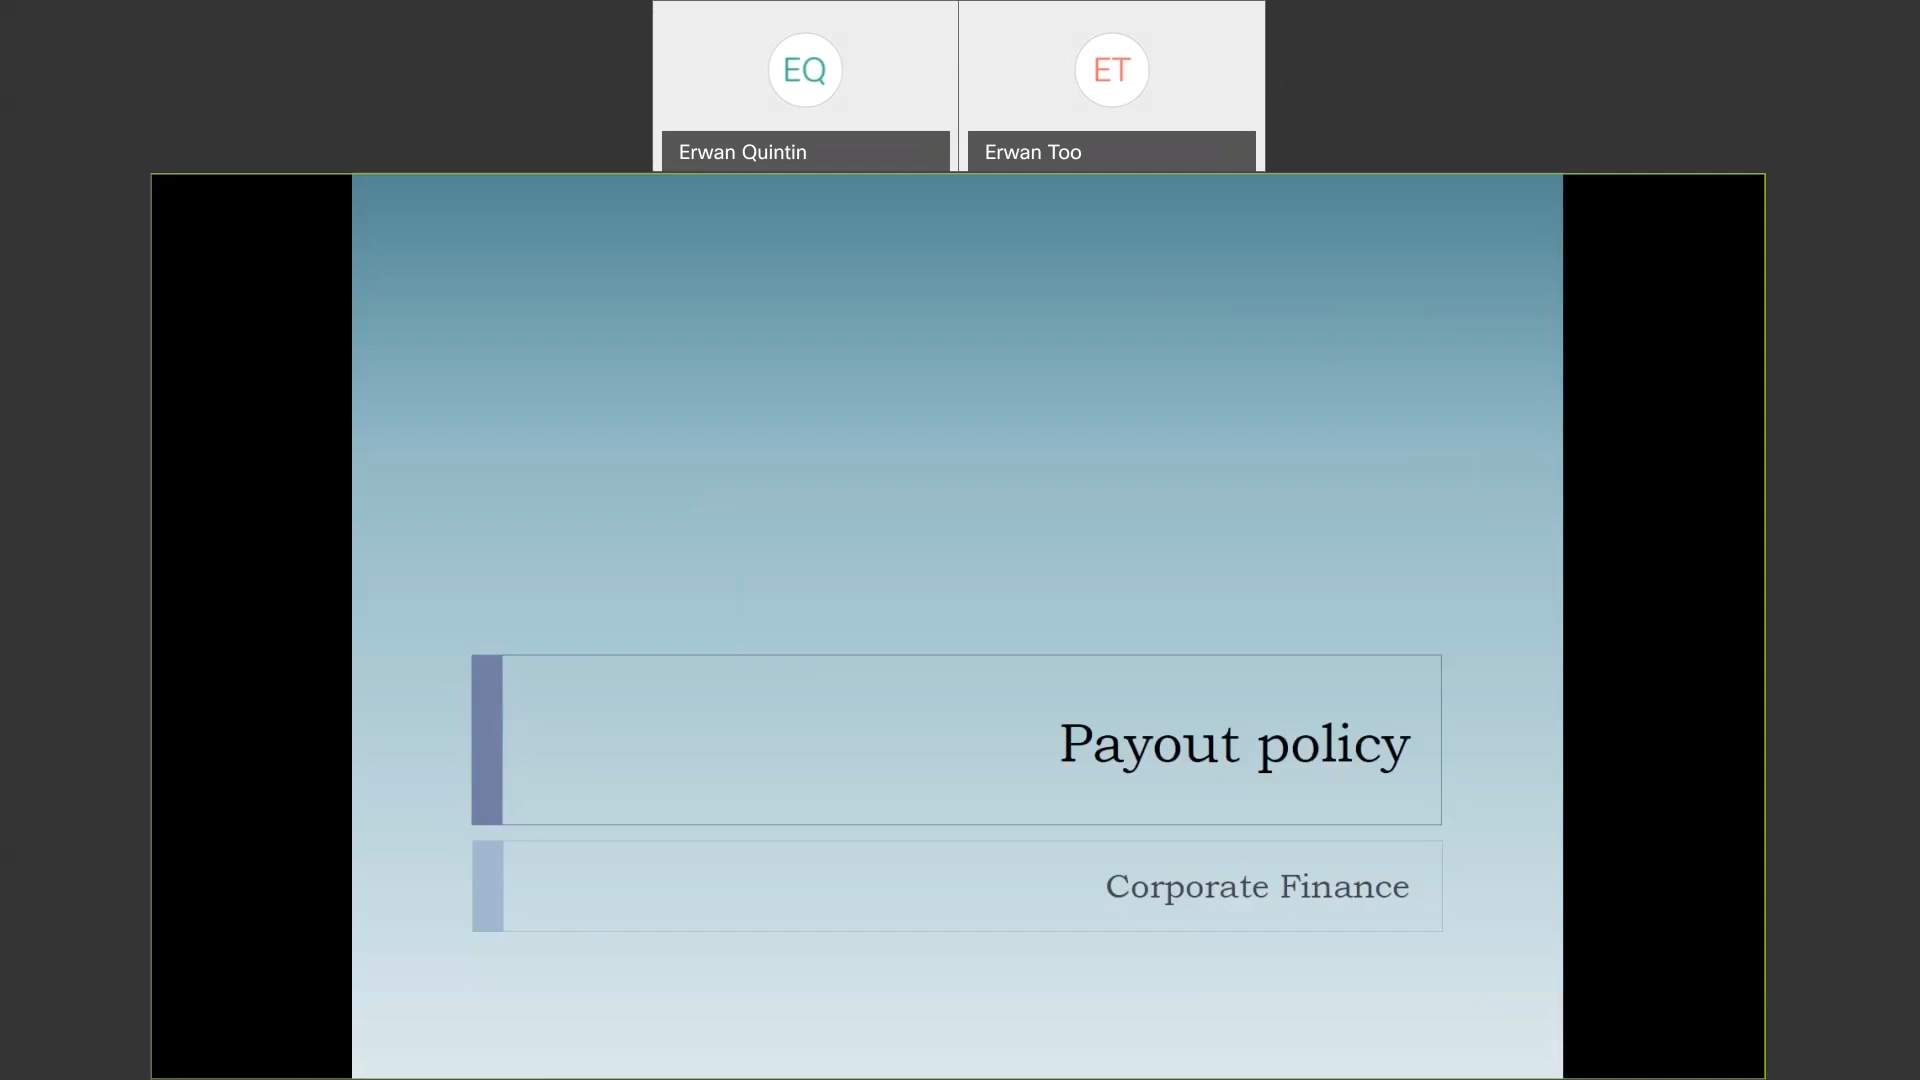 EQ
ET
Erwan Quintin
Erwan Too
Payout policy
Corporate Finance